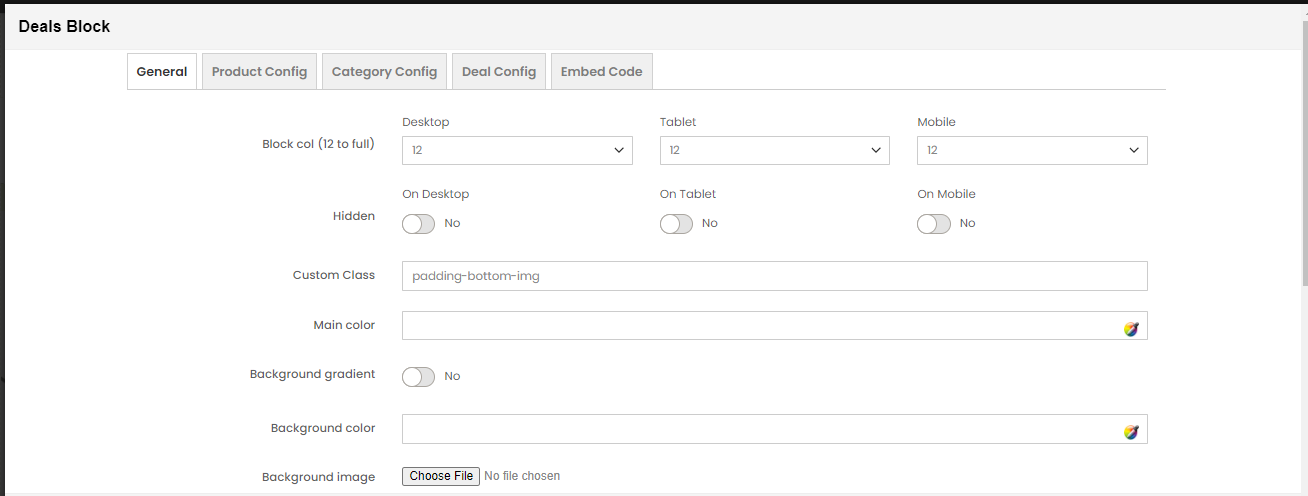 Deals Block
General
Product Config
Category Config
Deal Config
Embed Code
Desktop
Tablet
Mobile
Block col (12 to full)
12
12
12
On Desktop
On Tablet
On Mobile
Hidden
No
No
No
Custom Class
padding-bottom-img
Main color
Background gradient
No
Background color
Background image
Choose File
No file chosen